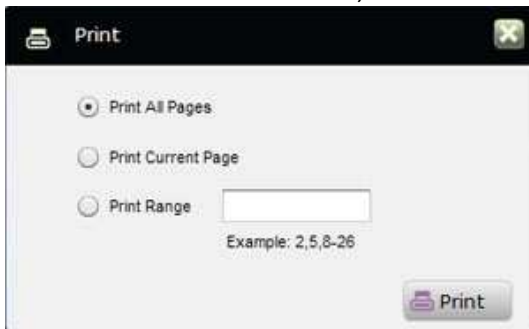 Print
Print All Pages
Print Current Page
Print Range
Example: 2,5,8-26
Print